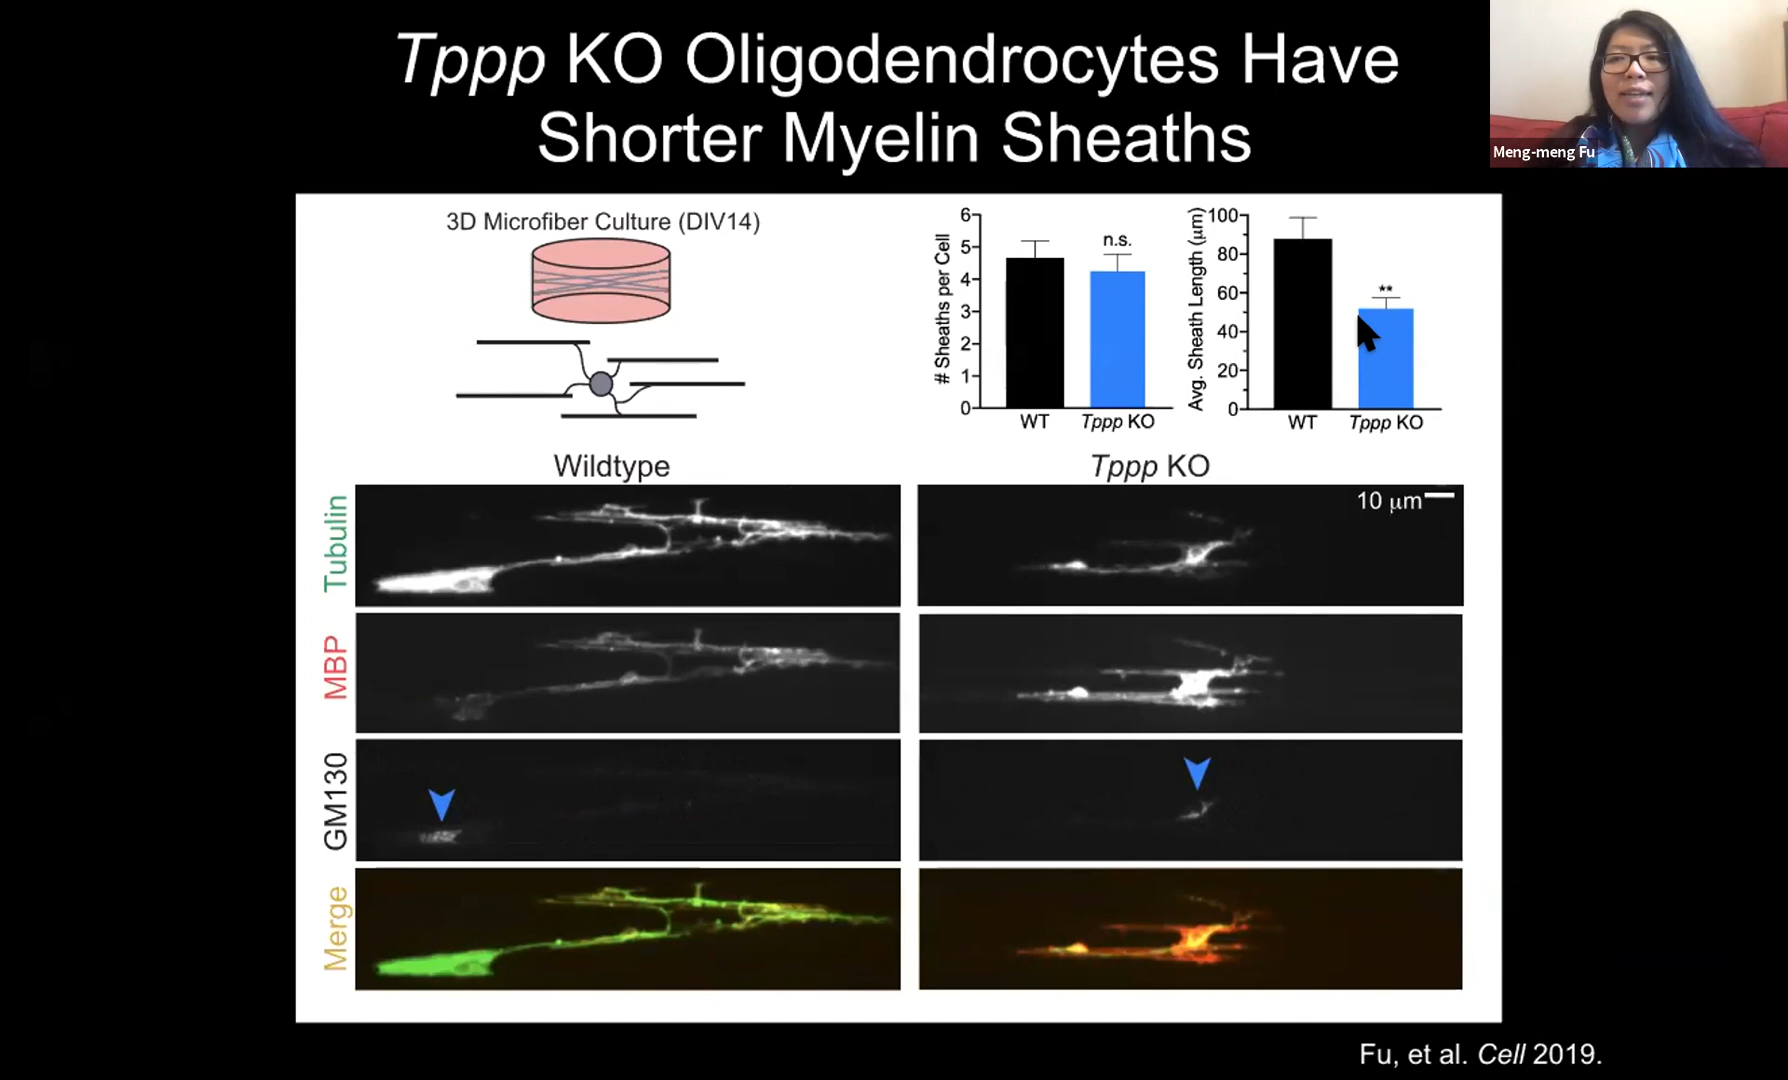 Tppp KO Oligodendrocytes Have
Shorter Myelin Sheaths
Meng-meng Fu
3D Microfiber Culture (DIV14)
# Sheaths per Cell
6
5
4
3
2
1
0
n.s.
WT
Tppp KO
Avg. Sheath Length (μm)
100
80
60
40
20
0
**
WT
Tppp KO
Wildtype
Tppp KO
Tubulin
10 μm
MBP
GM130
Merge
Fu, et al. Cell 2019.